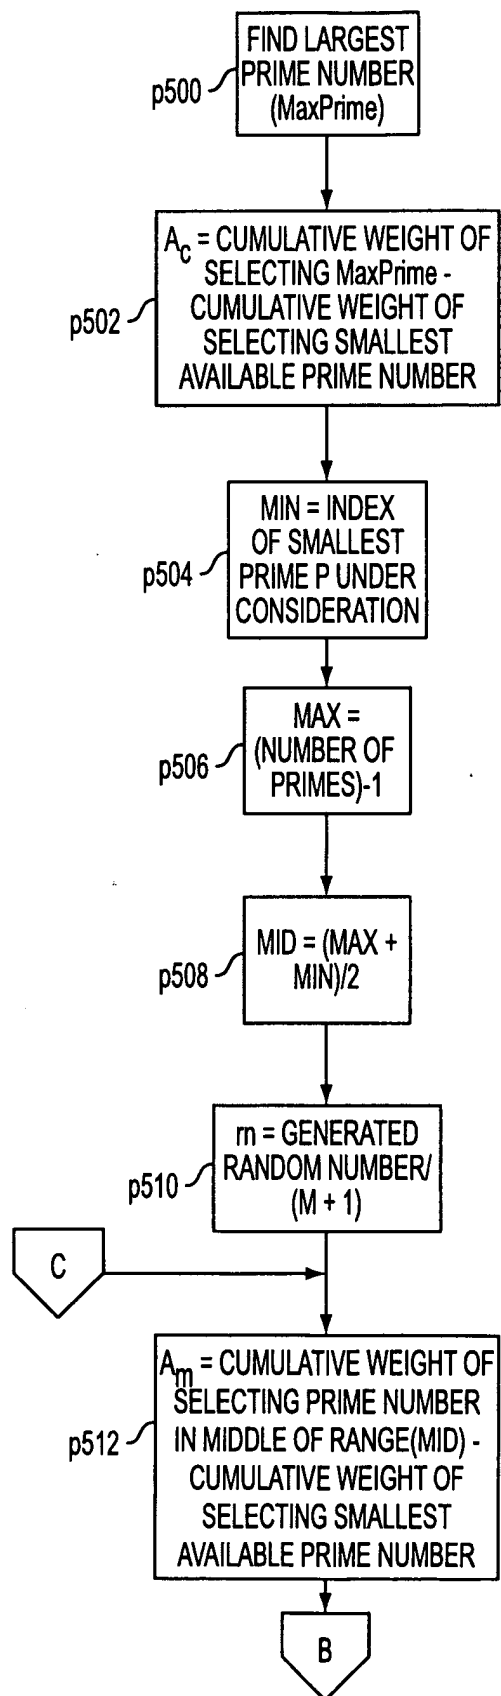 FIND LARGEST
PRIME NUMBER
(MaxPrime)
p500
A_c = CUMULATIVE WEIGHT OF
SELECTING MaxPrime -
CUMULATIVE WEIGHT OF
SELECTING SMALLEST
AVAILABLE PRIME NUMBER
p502
MIN = INDEX
OF SMALLEST
PRIME P UNDER
CONSIDERATION
p504
MAX =
(NUMBER OF
PRIMES)-1
p506
MID = (MAX +
MIN)/2
p508
rn = GENERATED
RANDOM NUMBER/
(M + 1)
p510
C
A_m = CUMULATIVE WEIGHT OF
SELECTING PRIME NUMBER
IN MIDDLE OF RANGE(MID) -
CUMULATIVE WEIGHT OF
SELECTING SMALLEST
AVAILABLE PRIME NUMBER
p512
B